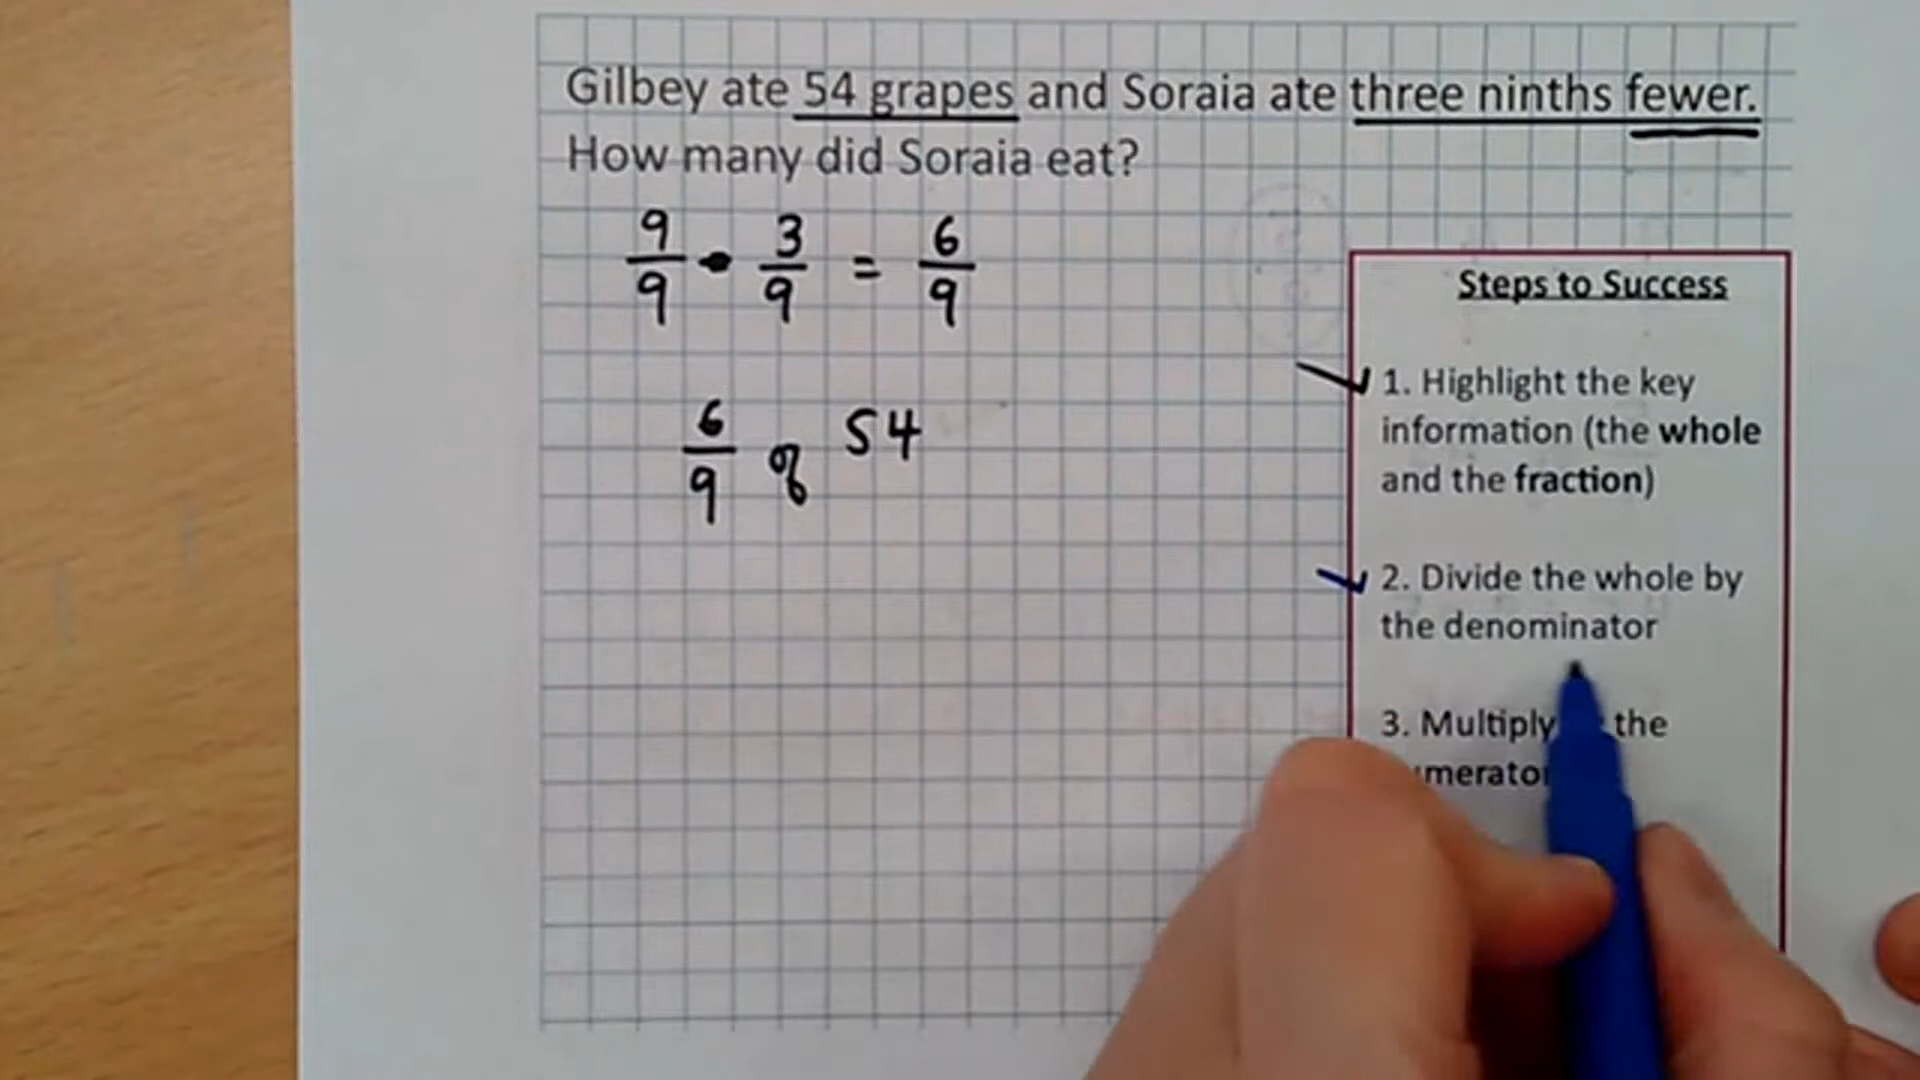 Gilbey ate 54 grapes and Soraia ate three ninths fewer.
How many did Soraia eat?
9/9 - 3/9 = 6/9
6/9 of 54
Steps to Success
1. Highlight the key
information (the whole
and the fraction)
2. Divide the whole by
the denominator
3. Multiply the